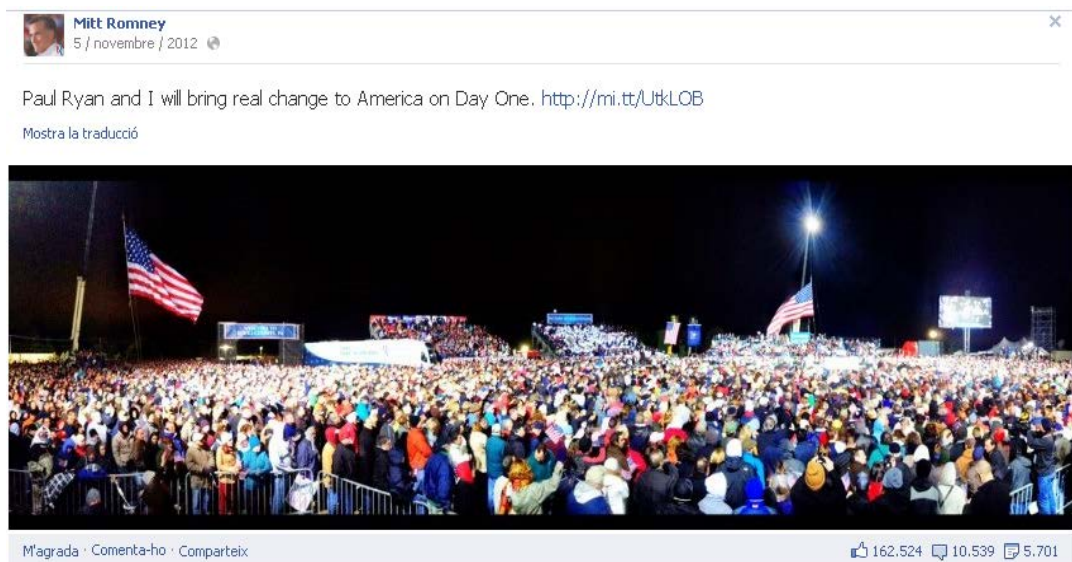 Mitt Romney
5 / novembre / 2012
Paul Ryan and I will bring real change to America on Day One. http://mi.tt/UtkLOB
Mostra la traducció
M'agrada · Comenta-ho · Comparteix
162.524 10.539 5.701